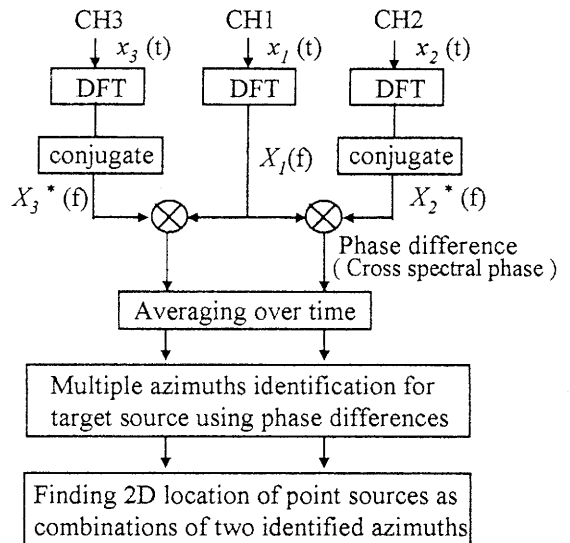 CH3 CH1 CH2
x3 (t) x1 (t) x2 (t)
DFT DFT DFT
conjugate X1(f) conjugate
X3 * (f) X2 * (f)
Phase difference
( Cross spectral phase )
Averaging over time
Multiple azimuths identification for
target source using phase differences
Finding 2D location of point sources as
combinations of two identified azimuths